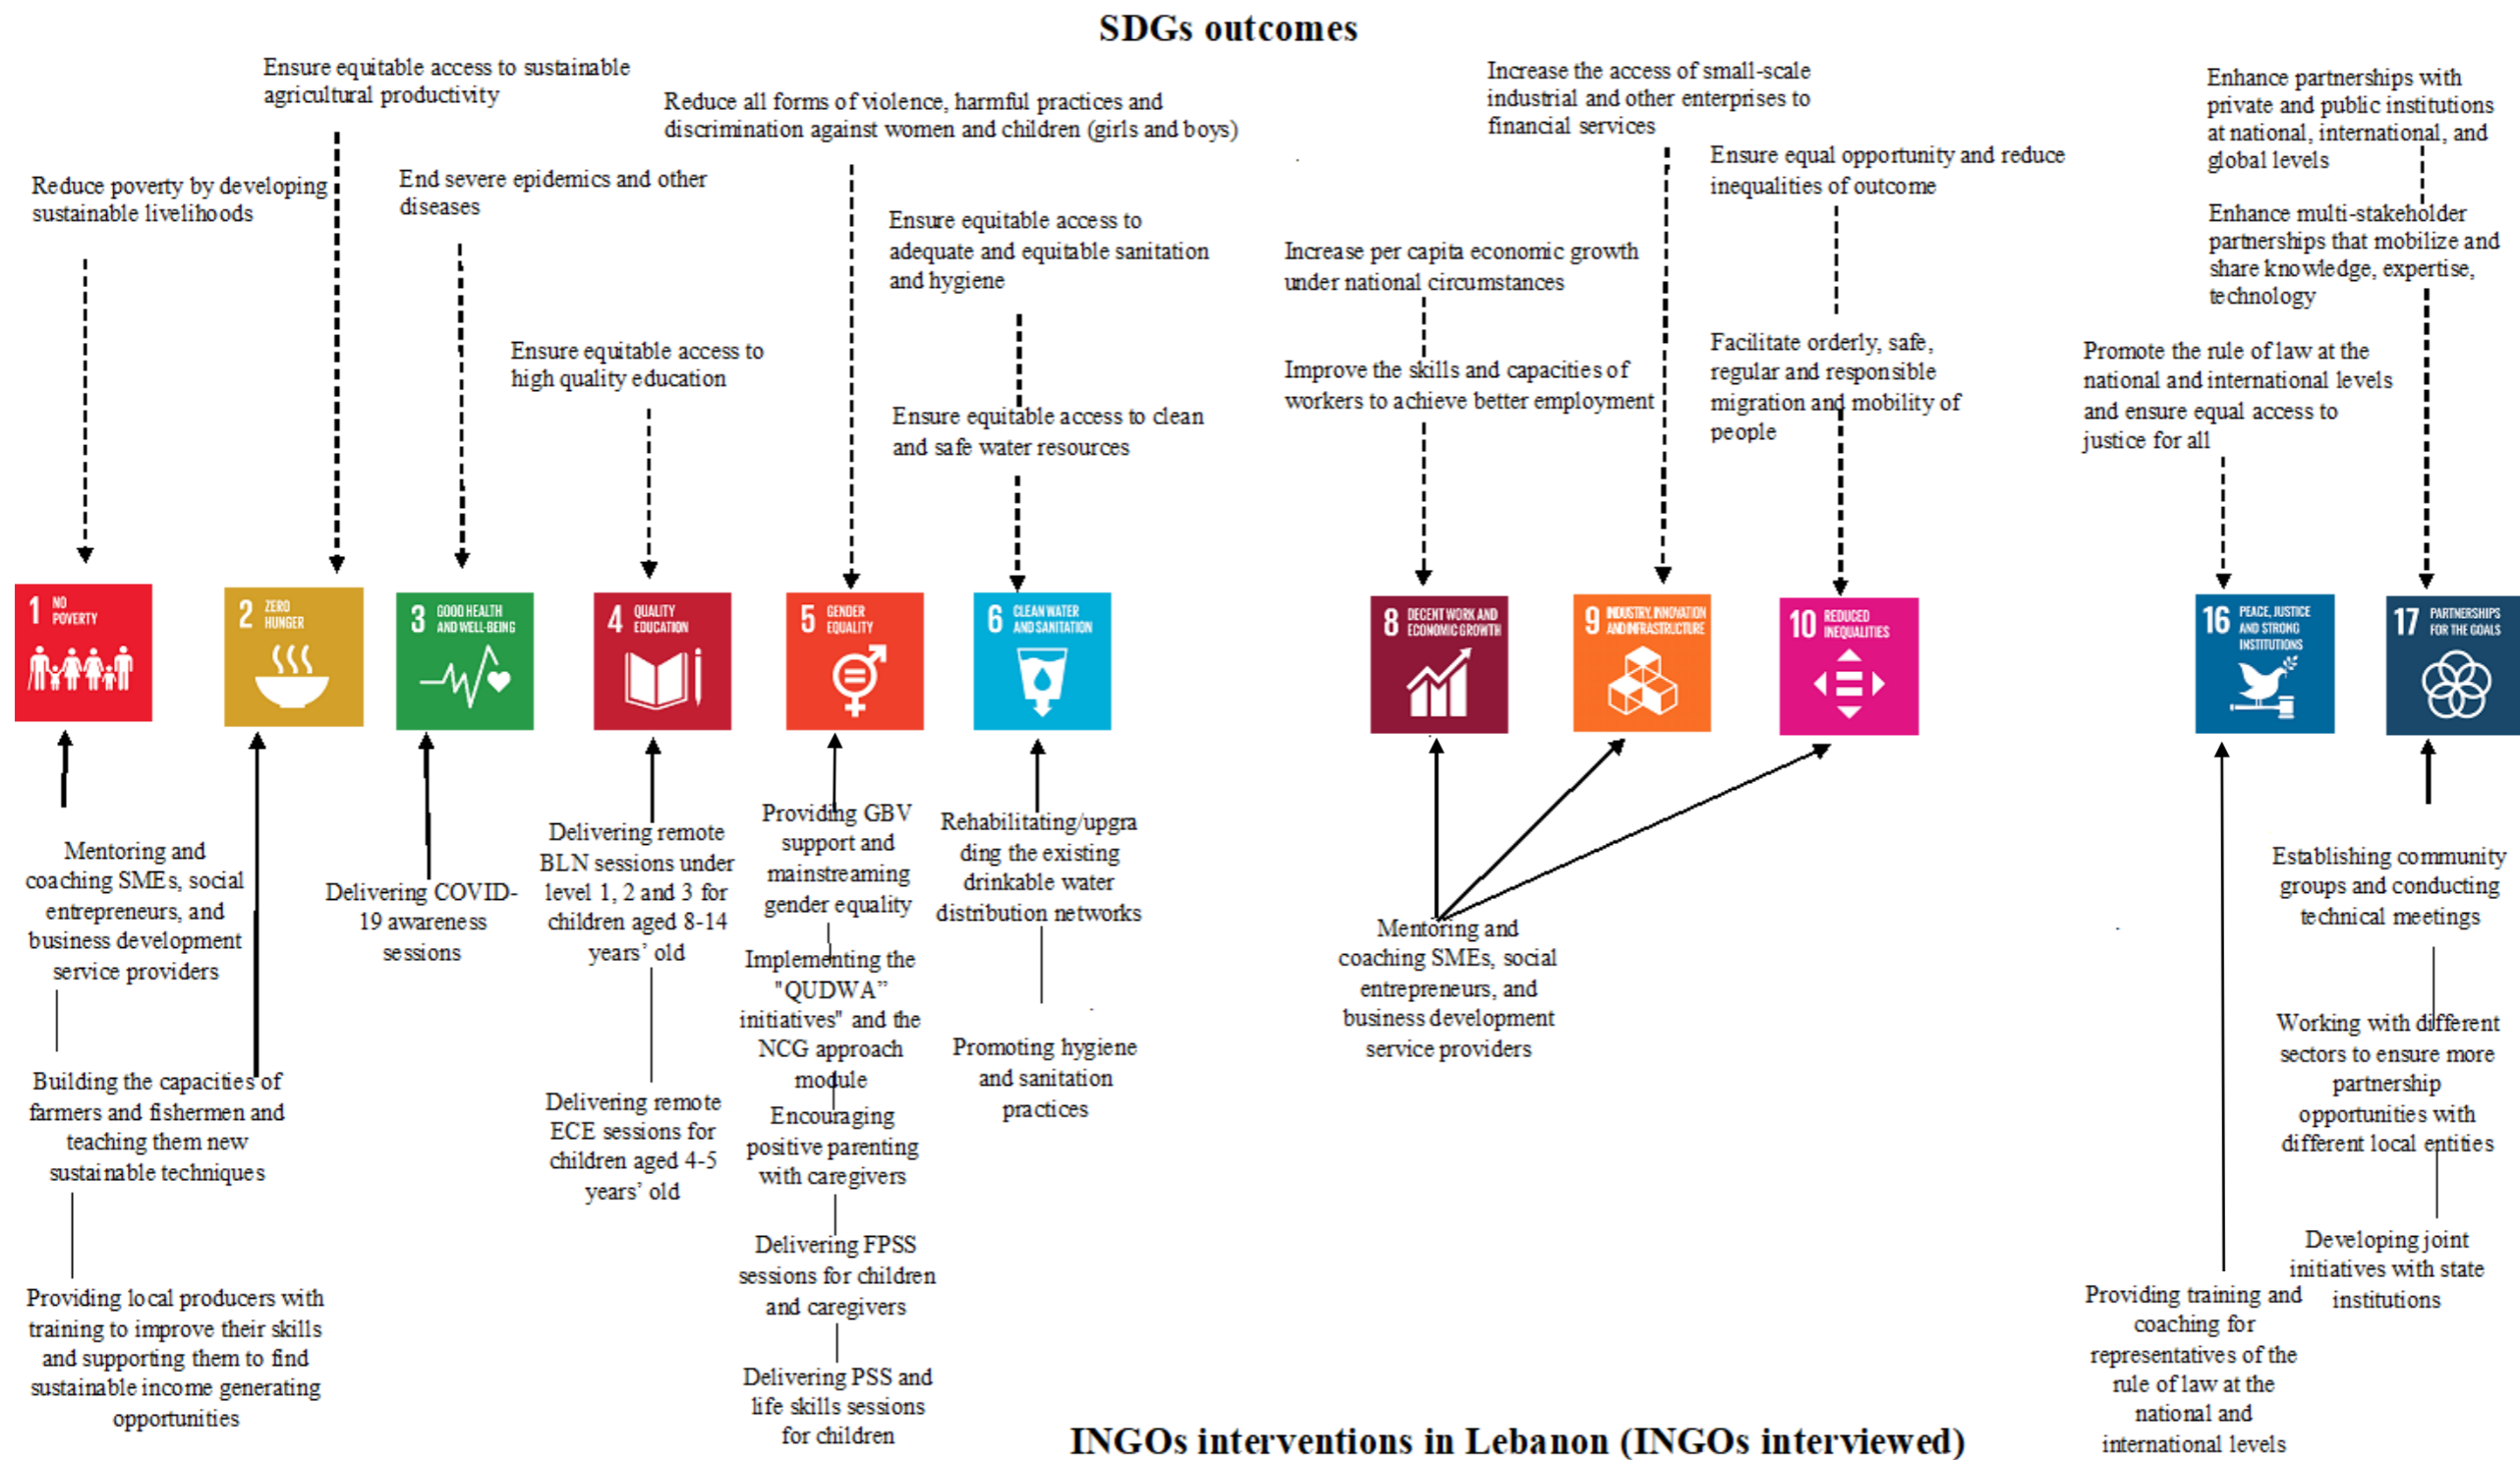 SDGs outcomes
Ensure equitable access to sustainable
agricultural productivity
Reduce all forms of violence, harmful practices and
discrimination against women and children (girls and boys)
Increase the access of small-scale
industrial and other enterprises to
financial services
Enhance partnerships with
private and public institutions
at national, international, and
global levels
Reduce poverty by developing
sustainable livelihoods
End severe epidemics and other
diseases
Ensure equitable access to
adequate and equitable sanitation
and hygiene
Ensure equal opportunity and reduce
inequalities of outcome
Enhance multi-stakeholder
partnerships that mobilize and
share knowledge, expertise,
technology
Increase per capita economic growth
under national circumstances
Ensure equitable access to
high quality education
Improve the skills and capacities of
workers to achieve better employment
Facilitate orderly, safe,
regular and responsible
migration and mobility of
people
Promote the rule of law at the
national and international levels
and ensure equal access to
justice for all
Ensure equitable access to clean
and safe water resources
1 NO
POVERTY
2 ZERO
HUNGER
3 GOOD HEALTH
AND WELL-BEING
4 QUALITY
EDUCATION
5 GENDER
EQUALITY
6 CLEAN WATER
AND SANITATION
8 DECENT WORK AND
ECONOMIC GROWTH
9 INDUSTRY, INNOVATION
AND INFRASTRUCTURE
10 REDUCED
INEQUALITIES
16 PEACE, JUSTICE
AND STRONG
INSTITUTIONS
17 PARTNERSHIPS
FOR THE GOALS
Mentoring and
coaching SMEs, social
entrepreneurs, and
business development
service providers
Building the capacities of
farmers and fishermen and
teaching them new
sustainable techniques
Providing local producers with
training to improve their skills
and supporting them to find
sustainable income generating
opportunities
Delivering COVID-
19 awareness
sessions
Delivering remote
BLN sessions under
level 1, 2 and 3 for
children aged 8-14
years’ old
Delivering remote
ECE sessions for
children aged 4-5
years’ old
Providing GBV
support and
mainstreaming
gender equality
Implementing the
"QUDWA”
initiatives" and the
NCG approach
module
Encouraging
positive parenting
with caregivers
Delivering FPSS
sessions for children
and caregivers
Delivering PSS and
life skills sessions
for children
Rehabilitating/upgra
ding the existing
drinkable water
distribution networks
Promoting hygiene
and sanitation
practices
Mentoring and
coaching SMEs, social
entrepreneurs, and
business development
service providers
Providing training and
coaching for
representatives of the
rule of law at the
national and
international levels
Establishing community
groups and conducting
technical meetings
Working with different
sectors to ensure more
partnership
opportunities with
different local entities
Developing joint
initiatives with state
institutions
INGOs interventions in Lebanon (INGOs interviewed)